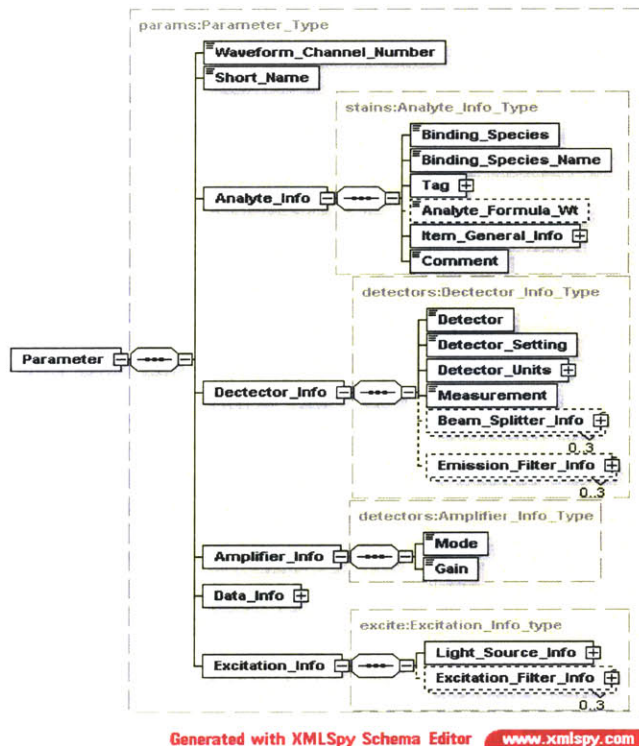 params:Parameter_Type
Waveform_Channel_Number
Short_Name
stains:Analyte_Info_Type
Binding_Species
Binding_Species_Name
Analyte_Info
Tag
Analyte_Formula_Wt
Item_General_Info
Comment
detectors:Dectector_Info_Type
Detector
Detector_Setting
Parameter
Dectector_Info
Detector_Units
Measurement
Beam_Splitter_Info
0..3
Emission_Filter_Info
0..3
detectors:Amplifier_Info_Type
Amplifier_Info
Mode
Gain
Data_Info
excite:Excitation_Info_type
Excitation_Info
Light_Source_Info
Excitation_Filter_Info
0..3
Generated with XMLSpy Schema Editor www.xmlspy.com